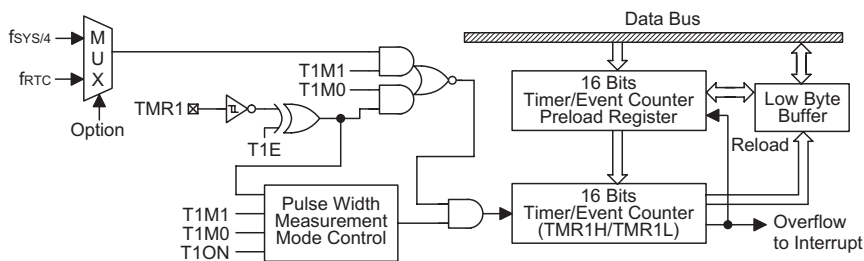 Data Bus
fSYS/4
fRTC
M
U
X
Option
TMR1
T1E
T1M1
T1M0
16 Bits
Timer/Event Counter
Preload Register
Low Byte
Buffer
Reload
T1M1
T1M0
T1ON
Pulse Width
Measurement
Mode Control
16 Bits
Timer/Event Counter
(TMR1H/TMR1L)
Overflow
to Interrupt